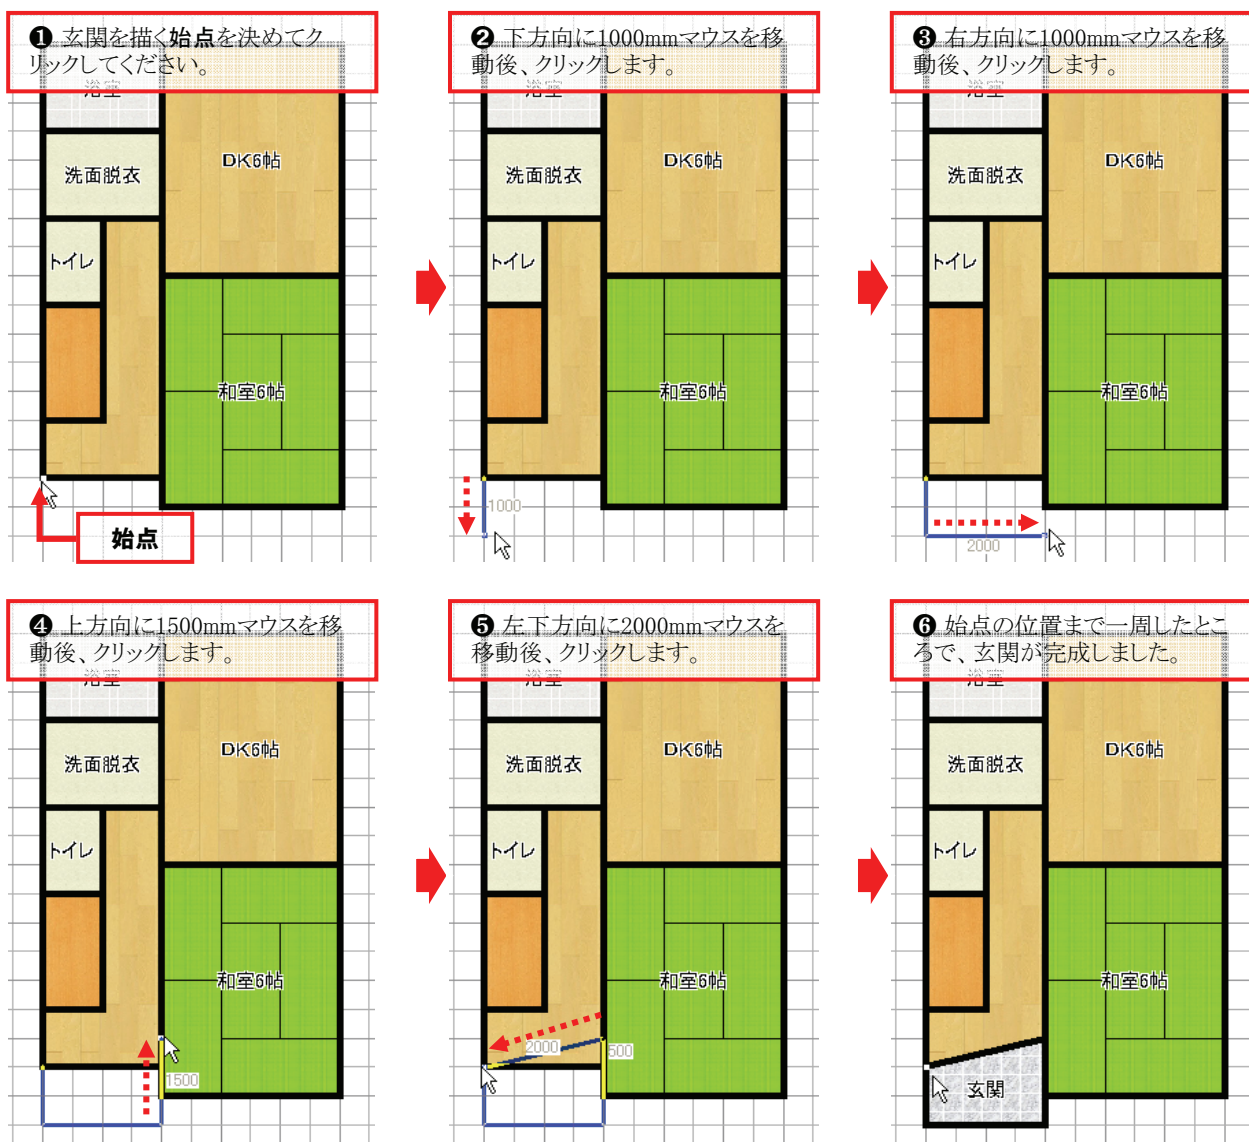 ❶ 玄関を描く始点を決めてク
リックしてください。
浴室
DK6帖
洗面脱衣
トイレ
和室6帖
始点
❷ 下方向に1000mmマウスを移
動後、クリックします。
浴室
DK6帖
洗面脱衣
トイレ
和室6帖
1000
❸ 右方向に1000mmマウスを移
動後、クリックします。
浴室
DK6帖
洗面脱衣
トイレ
和室6帖
2000
❹ 上方向に1500mmマウスを移
動後、クリックします。
浴室
DK6帖
洗面脱衣
トイレ
和室6帖
1500
❺ 左下方向に2000mmマウスを
移動後、クリックします。
浴室
DK6帖
洗面脱衣
トイレ
和室6帖
2000
500
❻ 始点の位置まで一周したとこ
ろで、玄関が完成しました。
浴室
DK6帖
洗面脱衣
トイレ
和室6帖
玄関